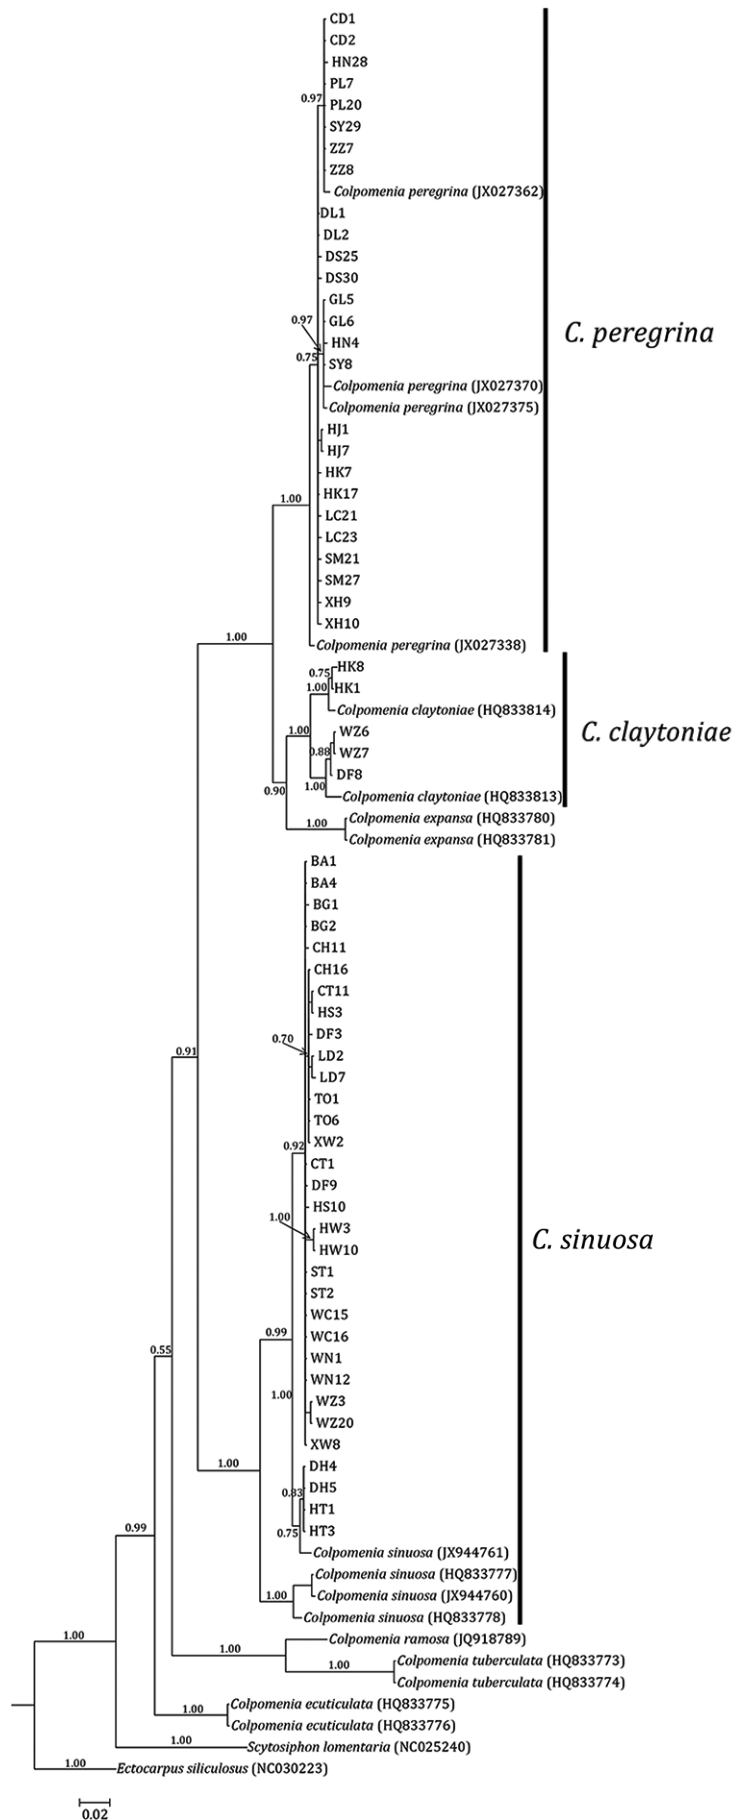 CD1
CD2
HN28
PL7
0.97
PL20
SY29
ZZ7
ZZ8
Colpomenia peregrina (JX027362)
DL1
DL2
DS25
DS30
GL5
0.97
GL6
C. peregrina
HN4
0.75
SY8
Colpomenia peregrina (JX027370)
Colpomenia peregrina (JX027375)
HJ1
HJ7
HK7
HK17
1.00
LC21
LC23
SM21
SM27
XH9
XH10
1.00
Colpomenia peregrina (JX027338)
HK8
0.75
HK1
1.00
Colpomenia claytoniae (HQ833814)
1.00
WZ6
C. claytoniae
0.88
WZ7
DF8
1.00
0.90
Colpomenia claytoniae (HQ833813)
Colpomenia expansa (HQ833780)
1.00
Colpomenia expansa (HQ833781)
BA1
BA4
BG1
BG2
CH11
CH16
CT11
HS3
DF3
0.70
0.91
LD2
LD7
TO1
TO6
XW2
0.92
CT1
DF9
HS10
1.00
HW3
C. sinuosa
HW10
ST1
ST2
WC15
0.99
WC16
0.55
WN1
WN12
1.00
WZ3
WZ20
XW8
1.00
DH4
DH5
0.83
HT1
0.99
HT3
0.75
Colpomenia sinuosa (JX944761)
Colpomenia sinuosa (HQ833777)
1.00
Colpomenia sinuosa (JX944760)
Colpomenia sinuosa (HQ833778)
1.00
Colpomenia ramosa (JQ918789)
1.00
Colpomenia tuberculata (HQ833773)
1.00
Colpomenia tuberculata (HQ833774)
Colpomenia ecuticulata (HQ833775)
1.00
Colpomenia ecuticulata (HQ833776)
1.00
Scytosiphon lomentaria (NC025240)
1.00
Ectocarpus siliculosus (NC030223)
0.02